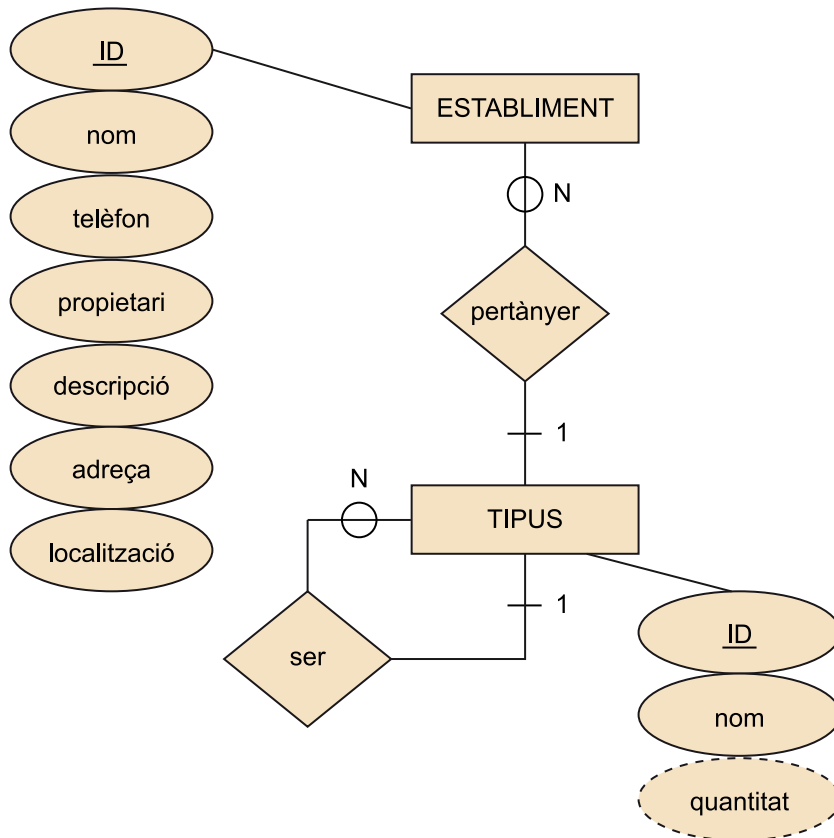 ID
nom
telèfon
propietari
descripció
adreça
localització
ESTABLIMENT
N
pertànyer
1
TIPUS
N
1
ser
ID
nom
quantitat